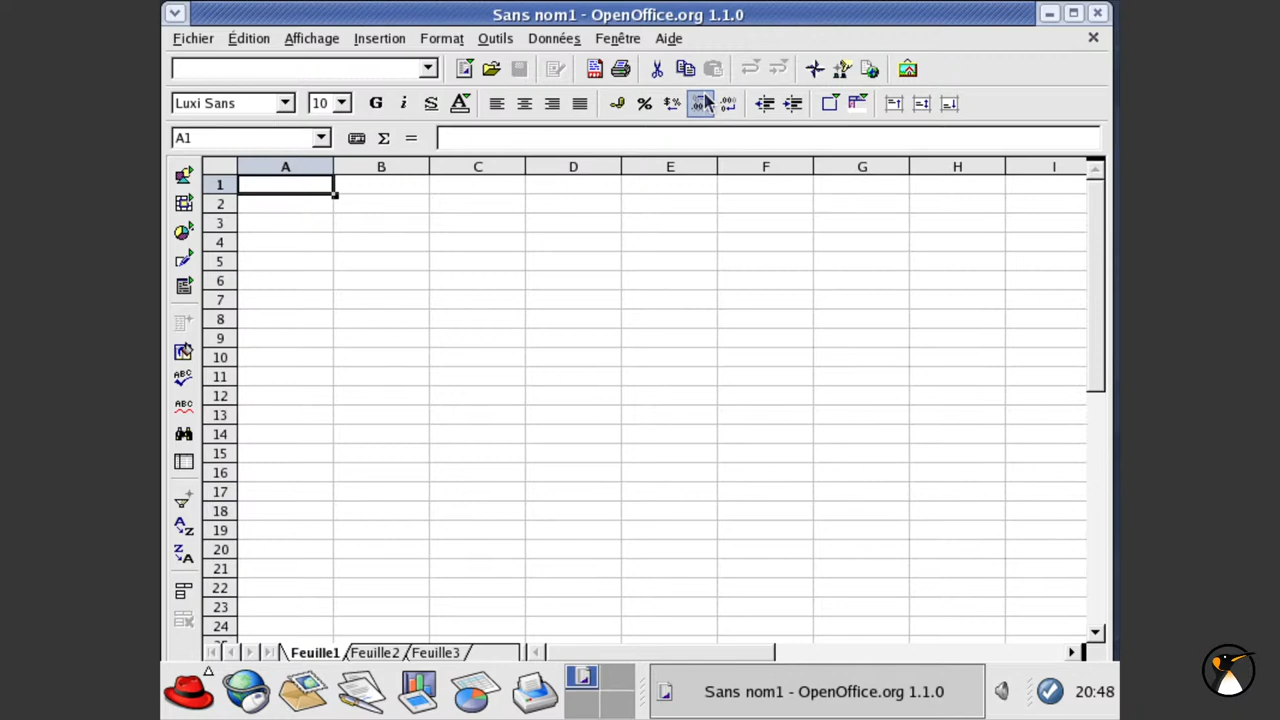 Sans nom1 - OpenOffice.org 1.1.0
Fichier Édition Affichage Insertion Format Outils Données Fenêtre Aide
Luxi Sans 10 G i S A %
A1 Σ =
A B C D E F G H I
1
2
3
4
5
6
7
8
9
10
11
12
13
14
15
16
17
18
19
20
21
22
23
24
ABC
ABC
A Z
Z A
Feuille1 Feuille2 Feuille3
Sans nom1 - OpenOffice.org 1.1.0 20:48